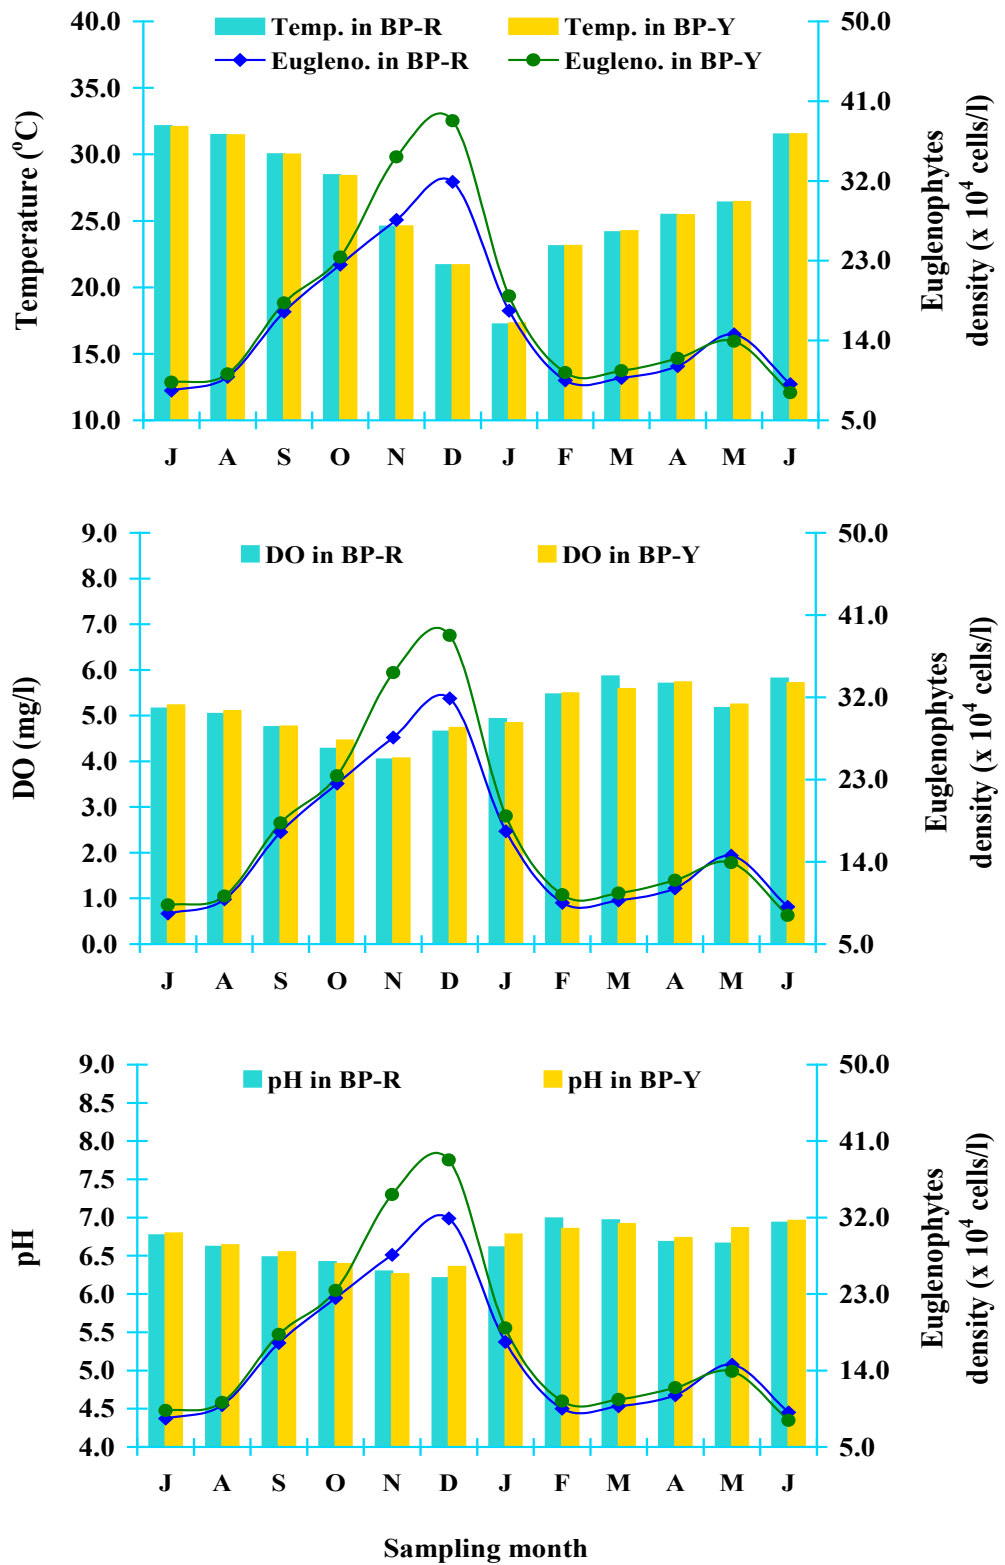 Temp. in BP-R Temp. in BP-Y
Eugleno. in BP-R Eugleno. in BP-Y
40.0
35.0
30.0
25.0
20.0
15.0
10.0
Temperature (⁰C)
50.0
41.0
32.0
23.0
14.0
5.0
Euglenophytes
density (x 10⁴ cells/l)
J A S O N D J F M A M J
DO in BP-R DO in BP-Y
9.0
8.0
7.0
6.0
5.0
4.0
3.0
2.0
1.0
0.0
DO (mg/l)
50.0
41.0
32.0
23.0
14.0
5.0
Euglenophytes
density (x 10⁴ cells/l)
J A S O N D J F M A M J
pH in BP-R pH in BP-Y
9.0
8.5
8.0
7.5
7.0
6.5
6.0
5.5
5.0
4.5
4.0
pH
50.0
41.0
32.0
23.0
14.0
5.0
Euglenophytes
density (x 10⁴ cells/l)
J A S O N D J F M A M J
Sampling month